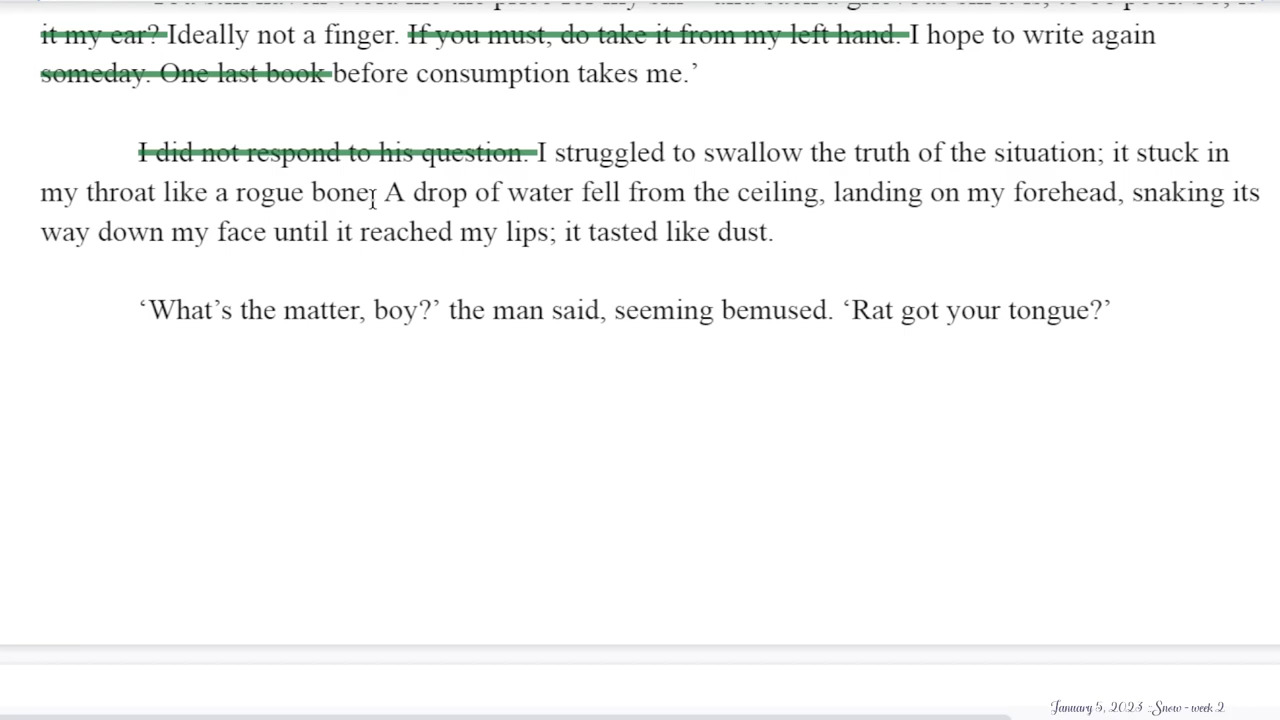 it my ear? Ideally not a finger. If you must, do take it from my left hand. I hope to write again
someday. One last book before consumption takes me.’
I did not respond to his question. I struggled to swallow the truth of the situation; it stuck in
my throat like a rogue bone. A drop of water fell from the ceiling, landing on my forehead, snaking its
way down my face until it reached my lips; it tasted like dust.
‘What’s the matter, boy?’ the man said, seeming bemused. ‘Rat got your tongue?’
January 5, 2023 : Snow - week 2